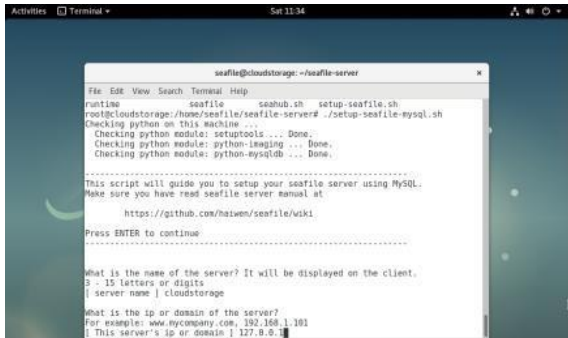 Activities Terminal Sat 11:34
seafile@cloudstorage: ~/seafile-server
File Edit View Search Terminal Help
runtime seafile seahub.sh setup-seafile.sh
root@cloudstorage:/home/seafile/seafile-server# ./setup-seafile-mysql.sh
Checking python on this machine ...
Checking python module: setuptools ... Done.
Checking python module: python-imaging ... Done.
Checking python module: python-mysqldb ... Done.
-----------------------------------------------------------------
This script will guide you to setup your seafile server using MySQL.
Make sure you have read seafile server manual at
https://github.com/haiwen/seafile/wiki
Press ENTER to continue
-----------------------------------------------------------------
What is the name of the server? It will be displayed on the client.
3 - 15 letters or digits
[ server name ] cloudstorage
What is the ip or domain of the server?
For example: www.mycompany.com, 192.168.1.101
[ This server's ip or domain ] 127.0.0.1